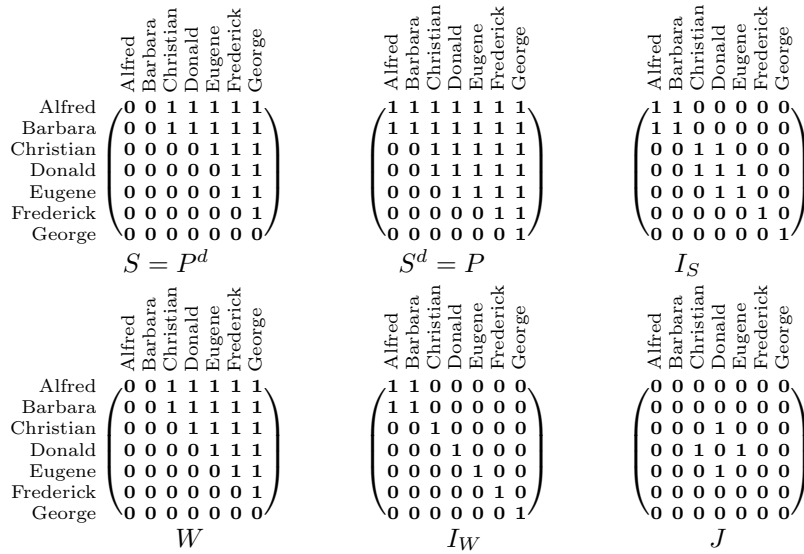 Alfred Barbara Christian Donald Eugene Frederick George Alfred Barbara Christian Donald Eugene Frederick George Alfred Barbara Christian Donald Eugene Frederick George
Alfred 0 0 1 1 1 1 1 1 1 1 1 1 1 1 1 1 0 0 0 0 0
Barbara 0 0 1 1 1 1 1 1 1 1 1 1 1 1 1 1 0 0 0 0 0
Christian 0 0 0 0 1 1 1 0 0 1 1 1 1 1 0 0 1 1 0 0 0
Donald 0 0 0 0 0 1 1 0 0 1 1 1 1 1 0 0 1 1 1 0 0
Eugene 0 0 0 0 0 1 1 0 0 0 1 1 1 1 0 0 0 1 1 0 0
Frederick 0 0 0 0 0 0 1 0 0 0 0 0 1 1 0 0 0 0 0 1 0
George 0 0 0 0 0 0 0 0 0 0 0 0 0 1 0 0 0 0 0 0 1
S = P^d S^d = P I_S
Alfred Barbara Christian Donald Eugene Frederick George Alfred Barbara Christian Donald Eugene Frederick George Alfred Barbara Christian Donald Eugene Frederick George
Alfred 0 0 1 1 1 1 1 1 1 0 0 0 0 0 0 0 0 0 0 0 0
Barbara 0 0 1 1 1 1 1 1 1 0 0 0 0 0 0 0 0 0 0 0 0
Christian 0 0 0 1 1 1 1 0 0 1 0 0 0 0 0 0 0 1 0 0 0
Donald 0 0 0 0 1 1 1 0 0 0 1 0 0 0 0 0 1 0 1 0 0
Eugene 0 0 0 0 0 1 1 0 0 0 0 1 0 0 0 0 0 1 0 0 0
Frederick 0 0 0 0 0 0 1 0 0 0 0 0 1 0 0 0 0 0 0 0 0
George 0 0 0 0 0 0 0 0 0 0 0 0 0 1 0 0 0 0 0 0 0
W I_W J